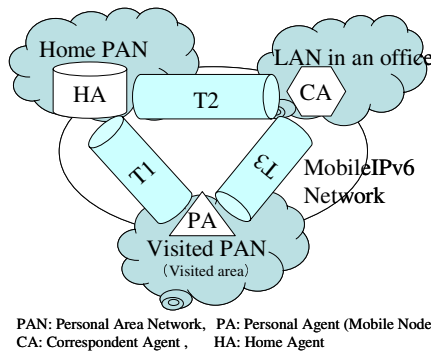 Home PAN
LAN in an office
HA
T2
CA
T1
T3
MobileIPv6
Network
PA
Visited PAN
(Visited area)
PAN: Personal Area Network, PA: Personal Agent (Mobile Node
CA: Correspondent Agent , HA: Home Agent